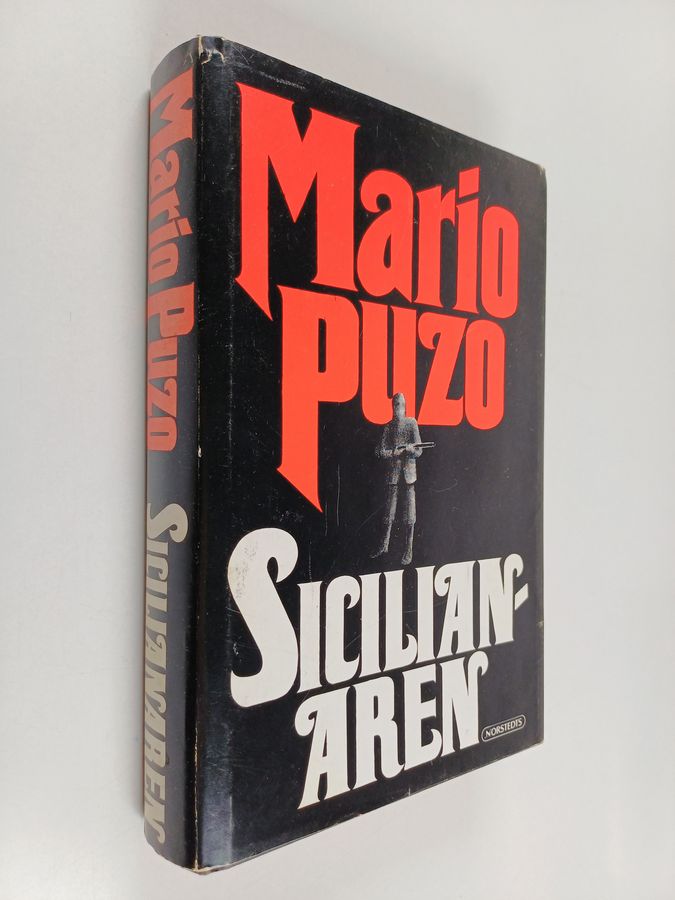 Mario
Puzo
SICILIAN-
AREN
NORSTEDTS
Mario Puzo SICILIANAREN